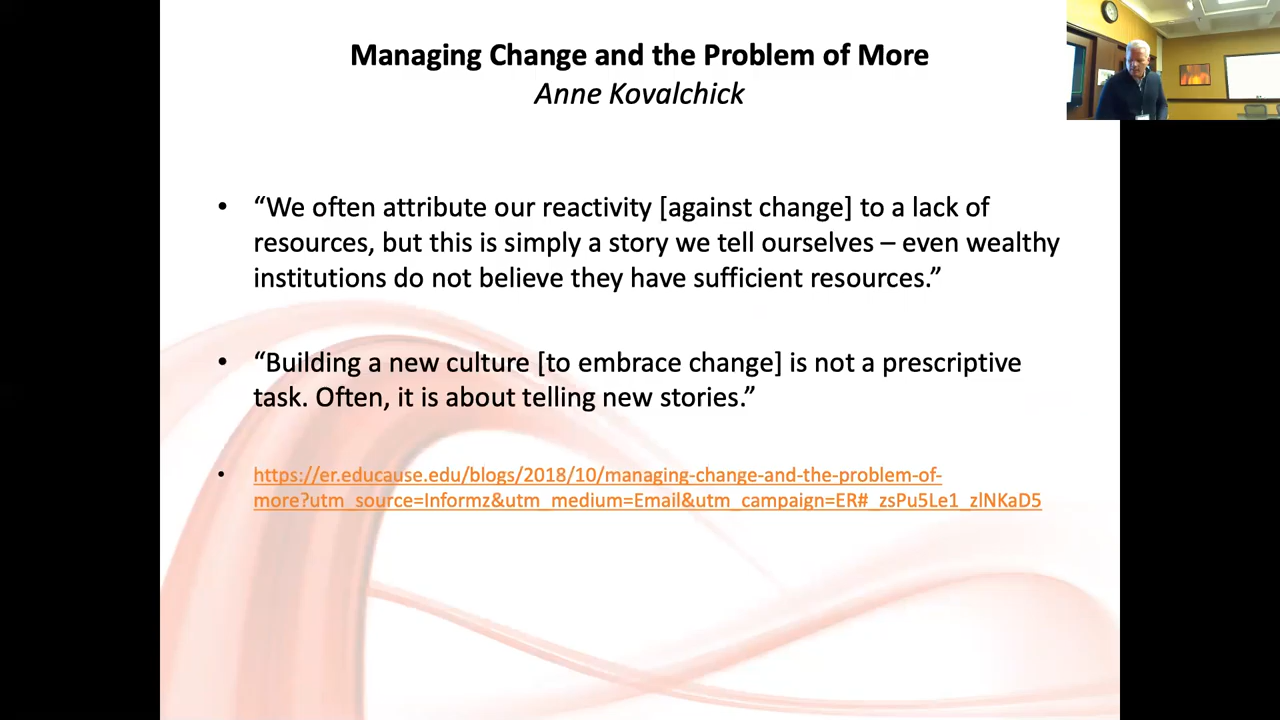 Managing Change and the Problem of More
Anne Kovalchick
• “We often attribute our reactivity [against change] to a lack of
resources, but this is simply a story we tell ourselves – even wealthy
institutions do not believe they have sufficient resources.”
• “Building a new culture [to embrace change] is not a prescriptive
task. Often, it is about telling new stories.”
• https://er.educause.edu/blogs/2018/10/managing-change-and-the-problem-of-
more?utm_source=Informz&utm_medium=Email&utm_campaign=ER#_zsPu5Le1_zlNKaD5